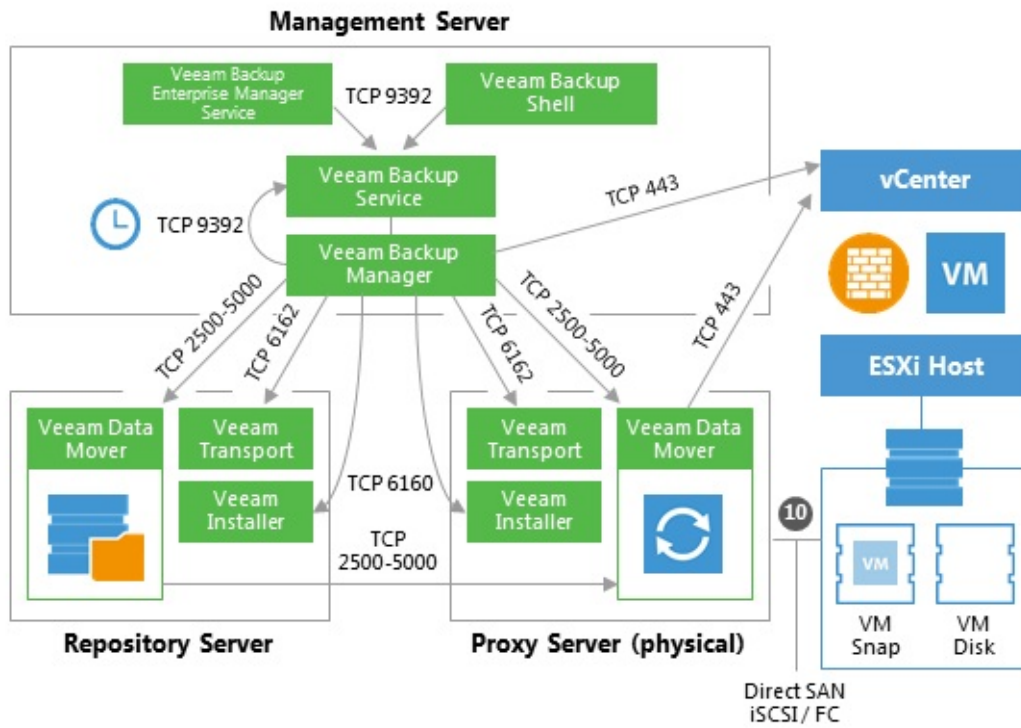 Management Server
Veeam Backup
Enterprise Manager
Service
TCP 9392
Veeam Backup
Shell
Veeam Backup
Service
TCP 9392
Veeam Backup
Manager
TCP 443
vCenter
VM
TCP 2500-5000
TCP 6162
TCP 6162
TCP 2500-5000
TCP 443
ESXi Host
Veeam Data
Mover
Veeam
Transport
Veeam
Installer
TCP 6160
TCP
2500-5000
Veeam
Transport
Veeam
Installer
Veeam Data
Mover
10
VM
VM
Snap
VM
Disk
Repository Server
Proxy Server (physical)
Direct SAN
iSCSI / FC